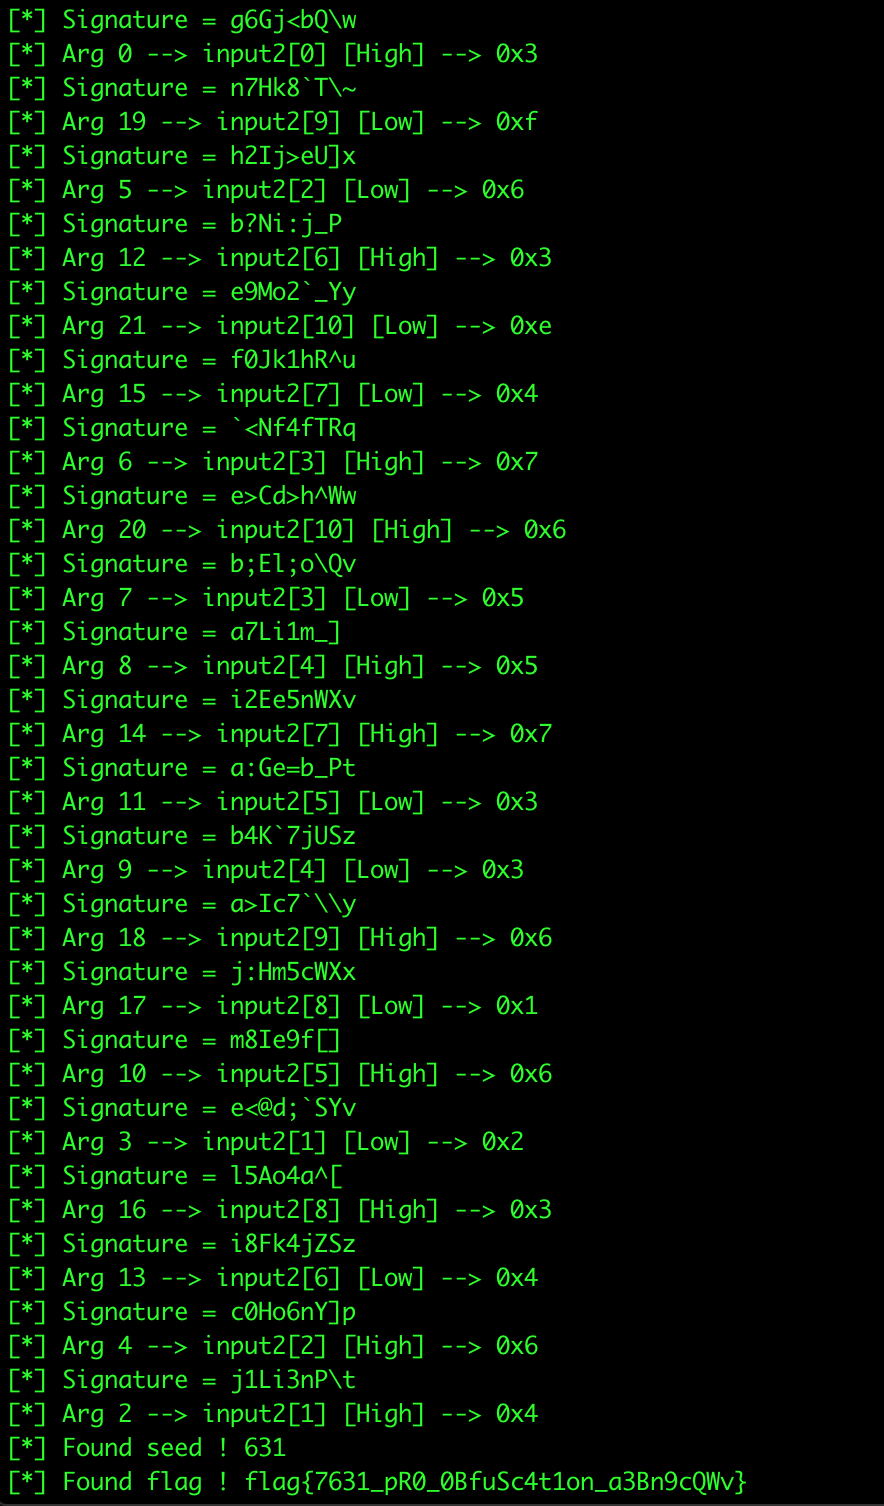 [*] Signature = g6Gj<bQ\w
[*] Arg 0 --> input2[0] [High] --> 0x3
[*] Signature = n7Hk8`T\~
[*] Arg 19 --> input2[9] [Low] --> 0xf
[*] Signature = h2Ij>eU]x
[*] Arg 5 --> input2[2] [Low] --> 0x6
[*] Signature = b?Ni:j_P
[*] Arg 12 --> input2[6] [High] --> 0x3
[*] Signature = e9Mo2`_Yy
[*] Arg 21 --> input2[10] [Low] --> 0xe
[*] Signature = f0Jk1hR^u
[*] Arg 15 --> input2[7] [Low] --> 0x4
[*] Signature = `<Nf4fTRq
[*] Arg 6 --> input2[3] [High] --> 0x7
[*] Signature = e>Cd>h^Ww
[*] Arg 20 --> input2[10] [High] --> 0x6
[*] Signature = b;El;o\Qv
[*] Arg 7 --> input2[3] [Low] --> 0x5
[*] Signature = a7Li1m_]
[*] Arg 8 --> input2[4] [High] --> 0x5
[*] Signature = i2Ee5nWXv
[*] Arg 14 --> input2[7] [High] --> 0x7
[*] Signature = a:Ge=b_Pt
[*] Arg 11 --> input2[5] [Low] --> 0x3
[*] Signature = b4K`7jUSz
[*] Arg 9 --> input2[4] [Low] --> 0x3
[*] Signature = a>Ic7`\\y
[*] Arg 18 --> input2[9] [High] --> 0x6
[*] Signature = j:Hm5cWXx
[*] Arg 17 --> input2[8] [Low] --> 0x1
[*] Signature = m8Ie9f[]
[*] Arg 10 --> input2[5] [High] --> 0x6
[*] Signature = e<@d;`SYv
[*] Arg 3 --> input2[1] [Low] --> 0x2
[*] Signature = l5Ao4a^[
[*] Arg 16 --> input2[8] [High] --> 0x3
[*] Signature = i8Fk4jZSz
[*] Arg 13 --> input2[6] [Low] --> 0x4
[*] Signature = c0Ho6nY]p
[*] Arg 4 --> input2[2] [High] --> 0x6
[*] Signature = j1Li3nP\t
[*] Arg 2 --> input2[1] [High] --> 0x4
[*] Found seed ! 631
[*] Found flag ! flag{7631_pR0_0BfuSc4t1on_a3Bn9cQWv}